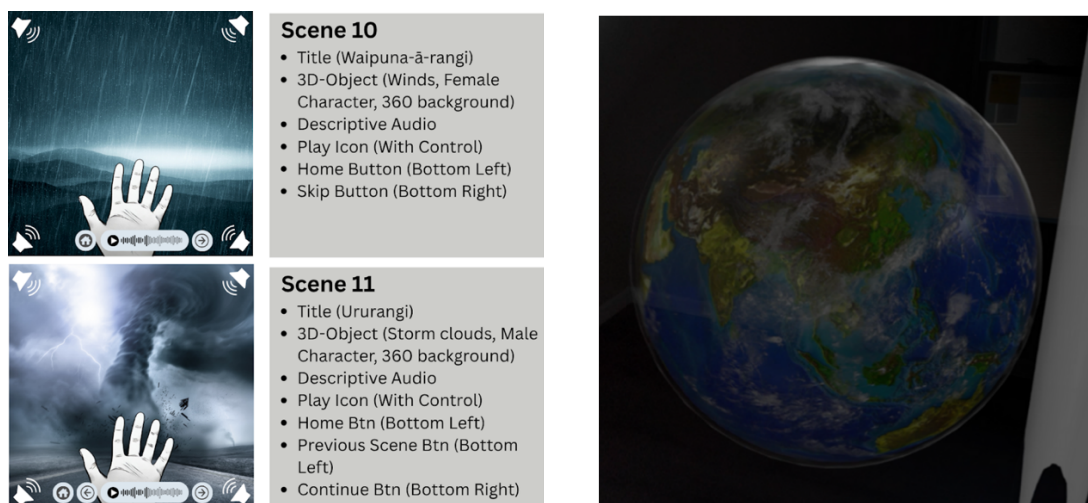 Scene 10
• Title (Waipuna-ā-rangi)
• 3D-Object (Winds, Female
Character, 360 background)
• Descriptive Audio
• Play Icon (With Control)
• Home Button (Bottom Left)
• Skip Button (Bottom Right)
Scene 11
• Title (Ururangi)
• 3D-Object (Storm clouds, Male
Character, 360 background)
• Descriptive Audio
• Play Icon (With Control)
• Home Btn (Bottom Left)
• Previous Scene Btn (Bottom
Left)
• Continue Btn (Bottom Right)